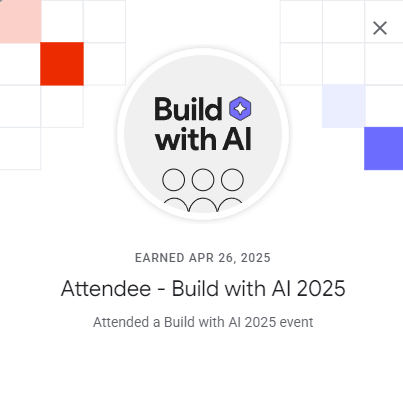 Build
with AI
EARNED APR 26, 2025
Attendee - Build with AI 2025
Attended a Build with AI 2025 event